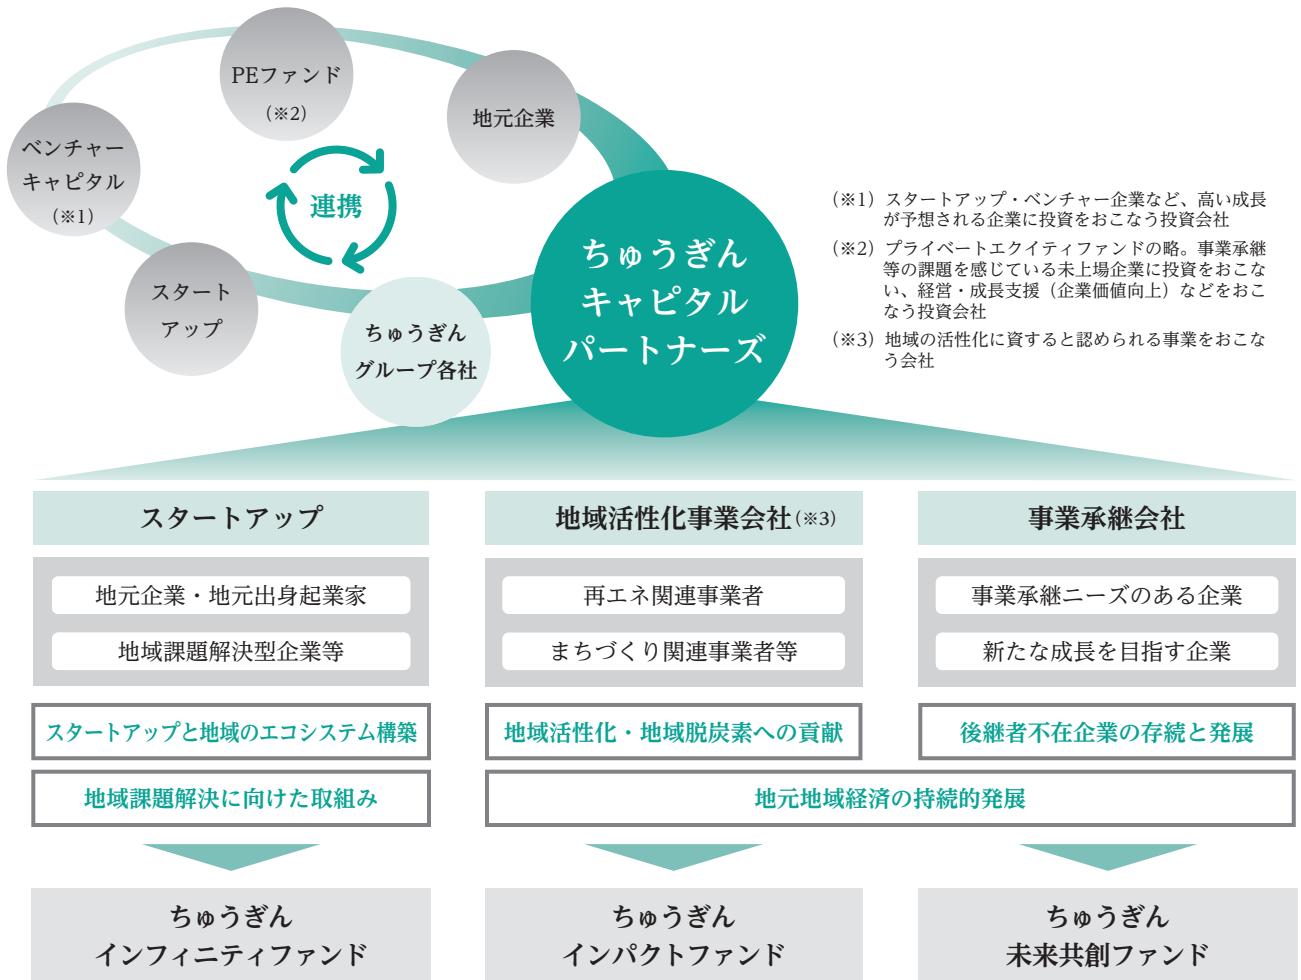 PEファンド
（※2）
地元企業
ベンチャー
キャピタル
（※1）
連携
スタート
アップ
ちゅうぎん
グループ各社
ちゅうぎん
キャピタル
パートナーズ
（※1）スタートアップ・ベンチャー企業など、高い成長
が予想される企業に投資をおこなう投資会社
（※2）プライベートエクイティファンドの略。事業承継
等の課題を感じている未上場企業に投資をおこな
い、経営・成長支援（企業価値向上）などをおこ
なう投資会社
（※3）地域の活性化に資すると認められる事業をおこな
う会社
スタートアップ
地元企業・地元出身起業家
地域課題解決型企業等
スタートアップと地域のエコシステム構築
地域課題解決に向けた取組み
地域活性化事業会社（※3）
再エネ関連事業者
まちづくり関連事業者等
地域活性化・地域脱炭素への貢献
事業承継会社
事業承継ニーズのある企業
新たな成長を目指す企業
後継者不在企業の存続と発展
地元地域経済の持続的発展
ちゅうぎん
インフィニティファンド
ちゅうぎん
インパクトファンド
ちゅうぎん
未来共創ファンド